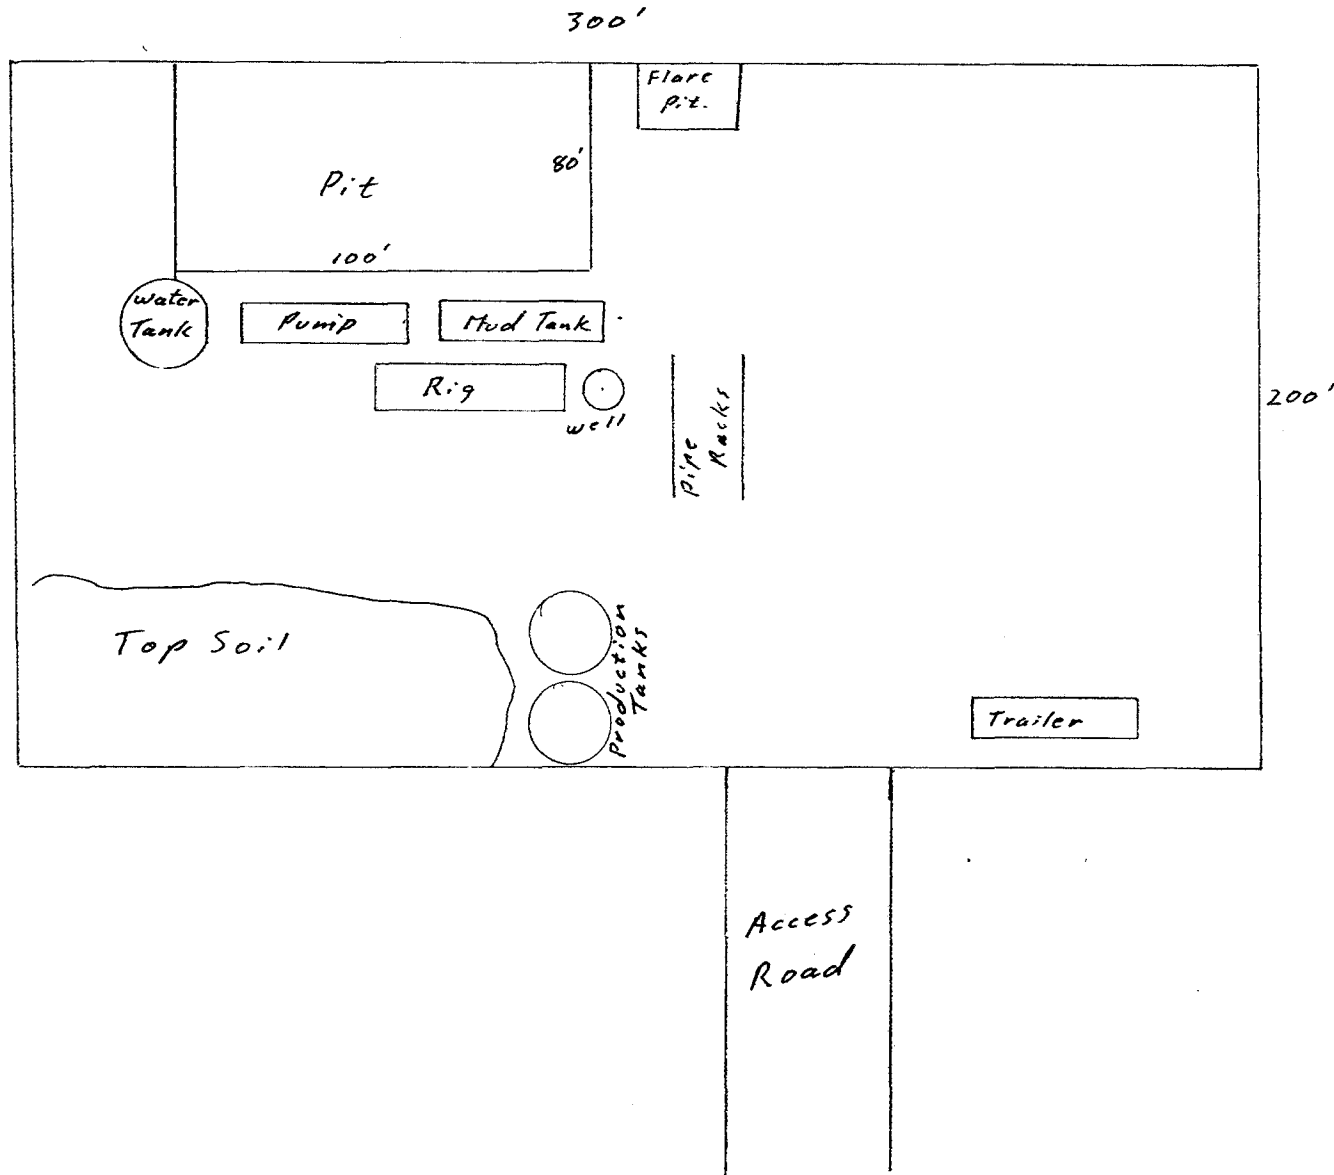 300'
Flare
Pit.
80'
Pit
100'
water
Tank
Pump
Mud Tank
Rig
well
Pipe
Racks
200'
Top Soil
Production
Tanks
Trailer
Access
Road